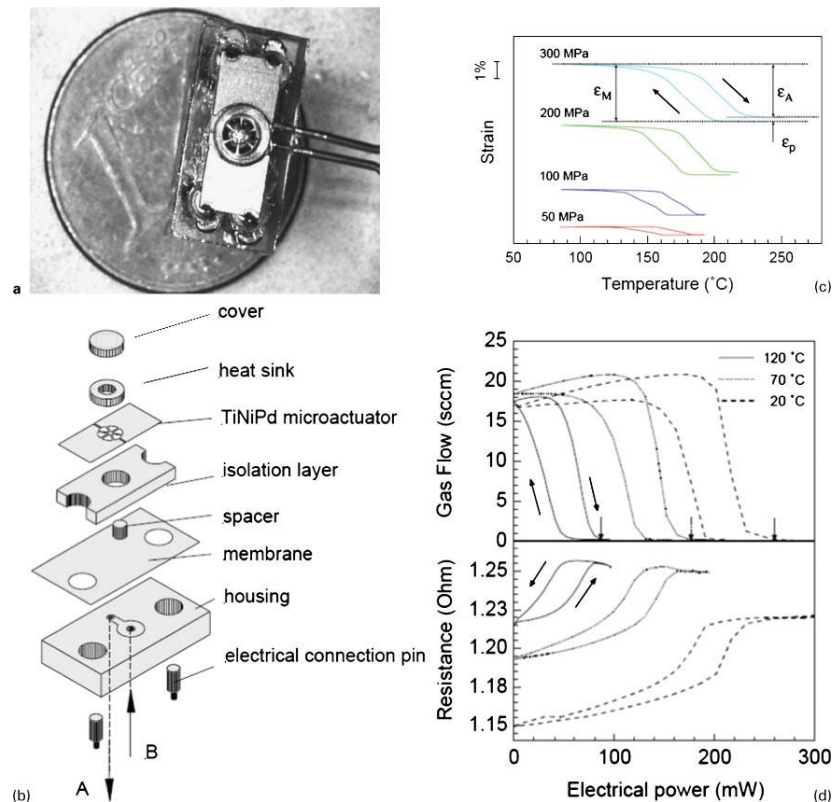 a
(b)
cover
heat sink
TiNiPd microactuator
isolation layer
spacer
membrane
housing
electrical connection pin
B
A
1%
300 MPa
εM
εA
200 MPa
εp
Strain
100 MPa
50 MPa
50
100
150
200
250
Temperature (˚C)
(c)
25
20
15
10
5
0
Gas Flow (sccm)
120 ˚C
70 ˚C
20 ˚C
1.25
1.23
1.20
1.18
1.15
Resistance (Ohm)
0
100
200
300
Electrical power (mW)
(d)